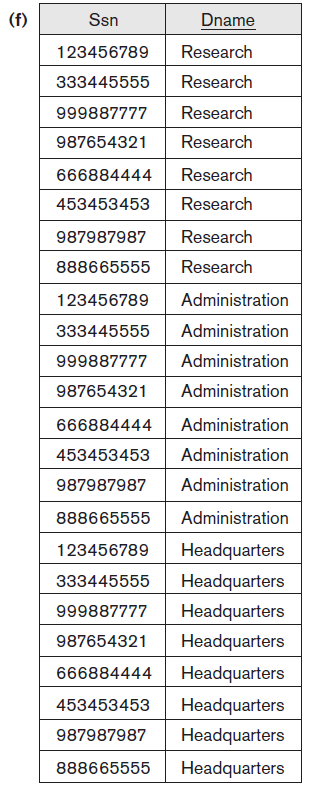 (f) Ssn Dname
123456789 Research
333445555 Research
999887777 Research
987654321 Research
666884444 Research
453453453 Research
987987987 Research
888665555 Research
123456789 Administration
333445555 Administration
999887777 Administration
987654321 Administration
666884444 Administration
453453453 Administration
987987987 Administration
888665555 Administration
123456789 Headquarters
333445555 Headquarters
999887777 Headquarters
987654321 Headquarters
666884444 Headquarters
453453453 Headquarters
987987987 Headquarters
888665555 Headquarters